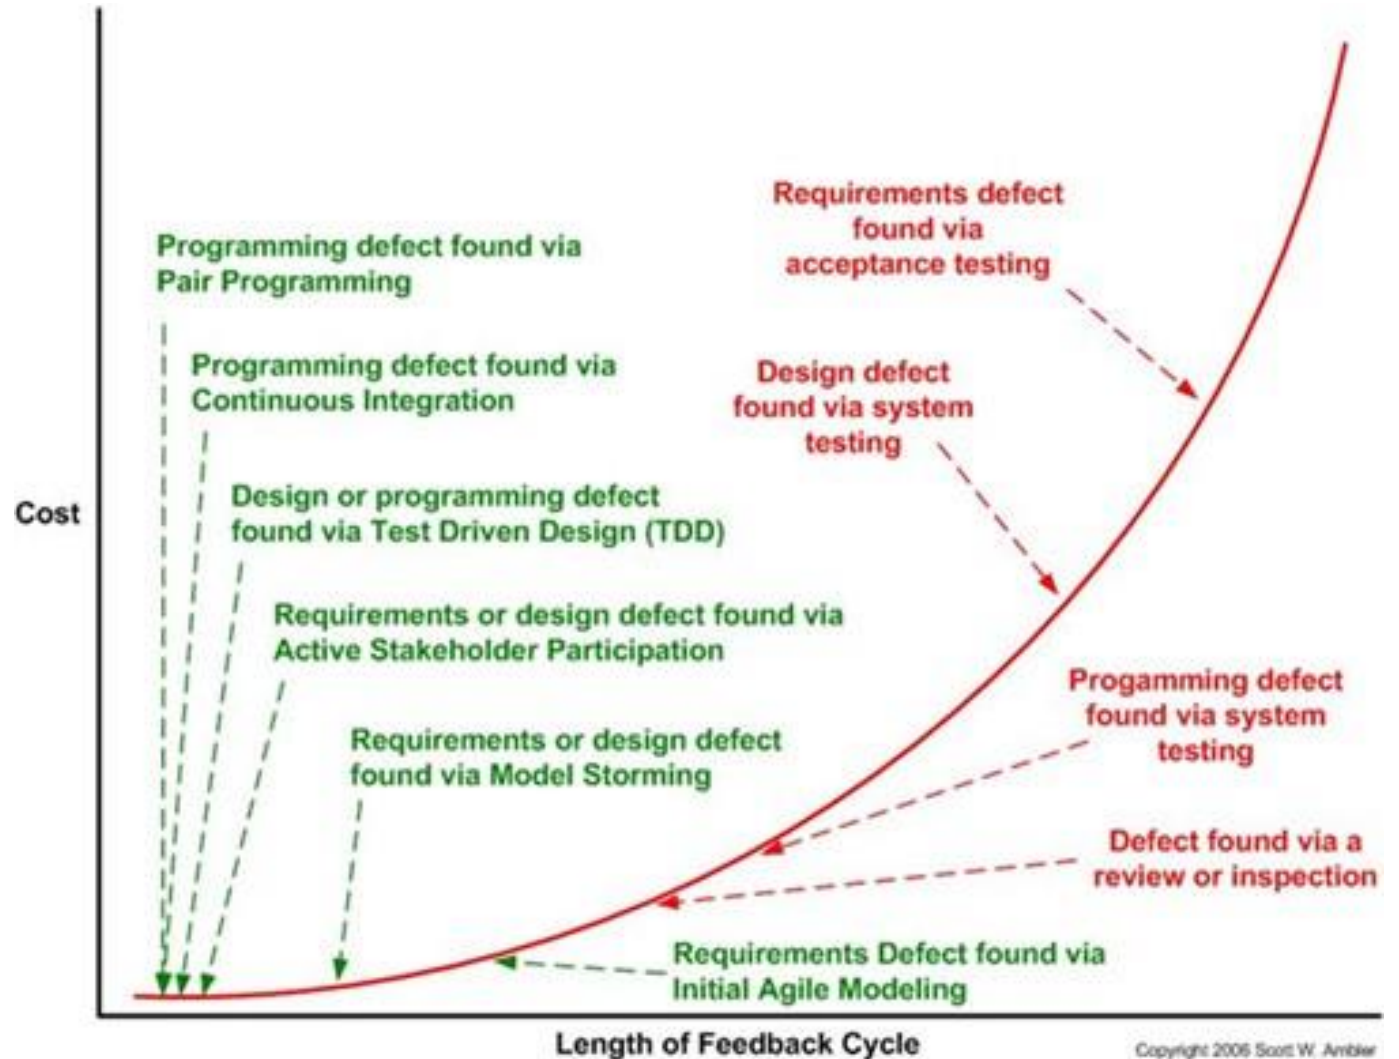 Requirements defect
found via
acceptance testing
Programming defect found via
Pair Programming
Programming defect found via
Continuous Integration
Design defect
found via system
testing
Design or programming defect
found via Test Driven Design (TDD)
Cost
Requirements or design defect found via
Active Stakeholder Participation
Progamming defect
found via system
testing
Requirements or design defect
found via Model Storming
Defect found via a
review or inspection
Requirements Defect found via
Initial Agile Modeling
Length of Feedback Cycle
Copyright 2006 Scott W. Ambler